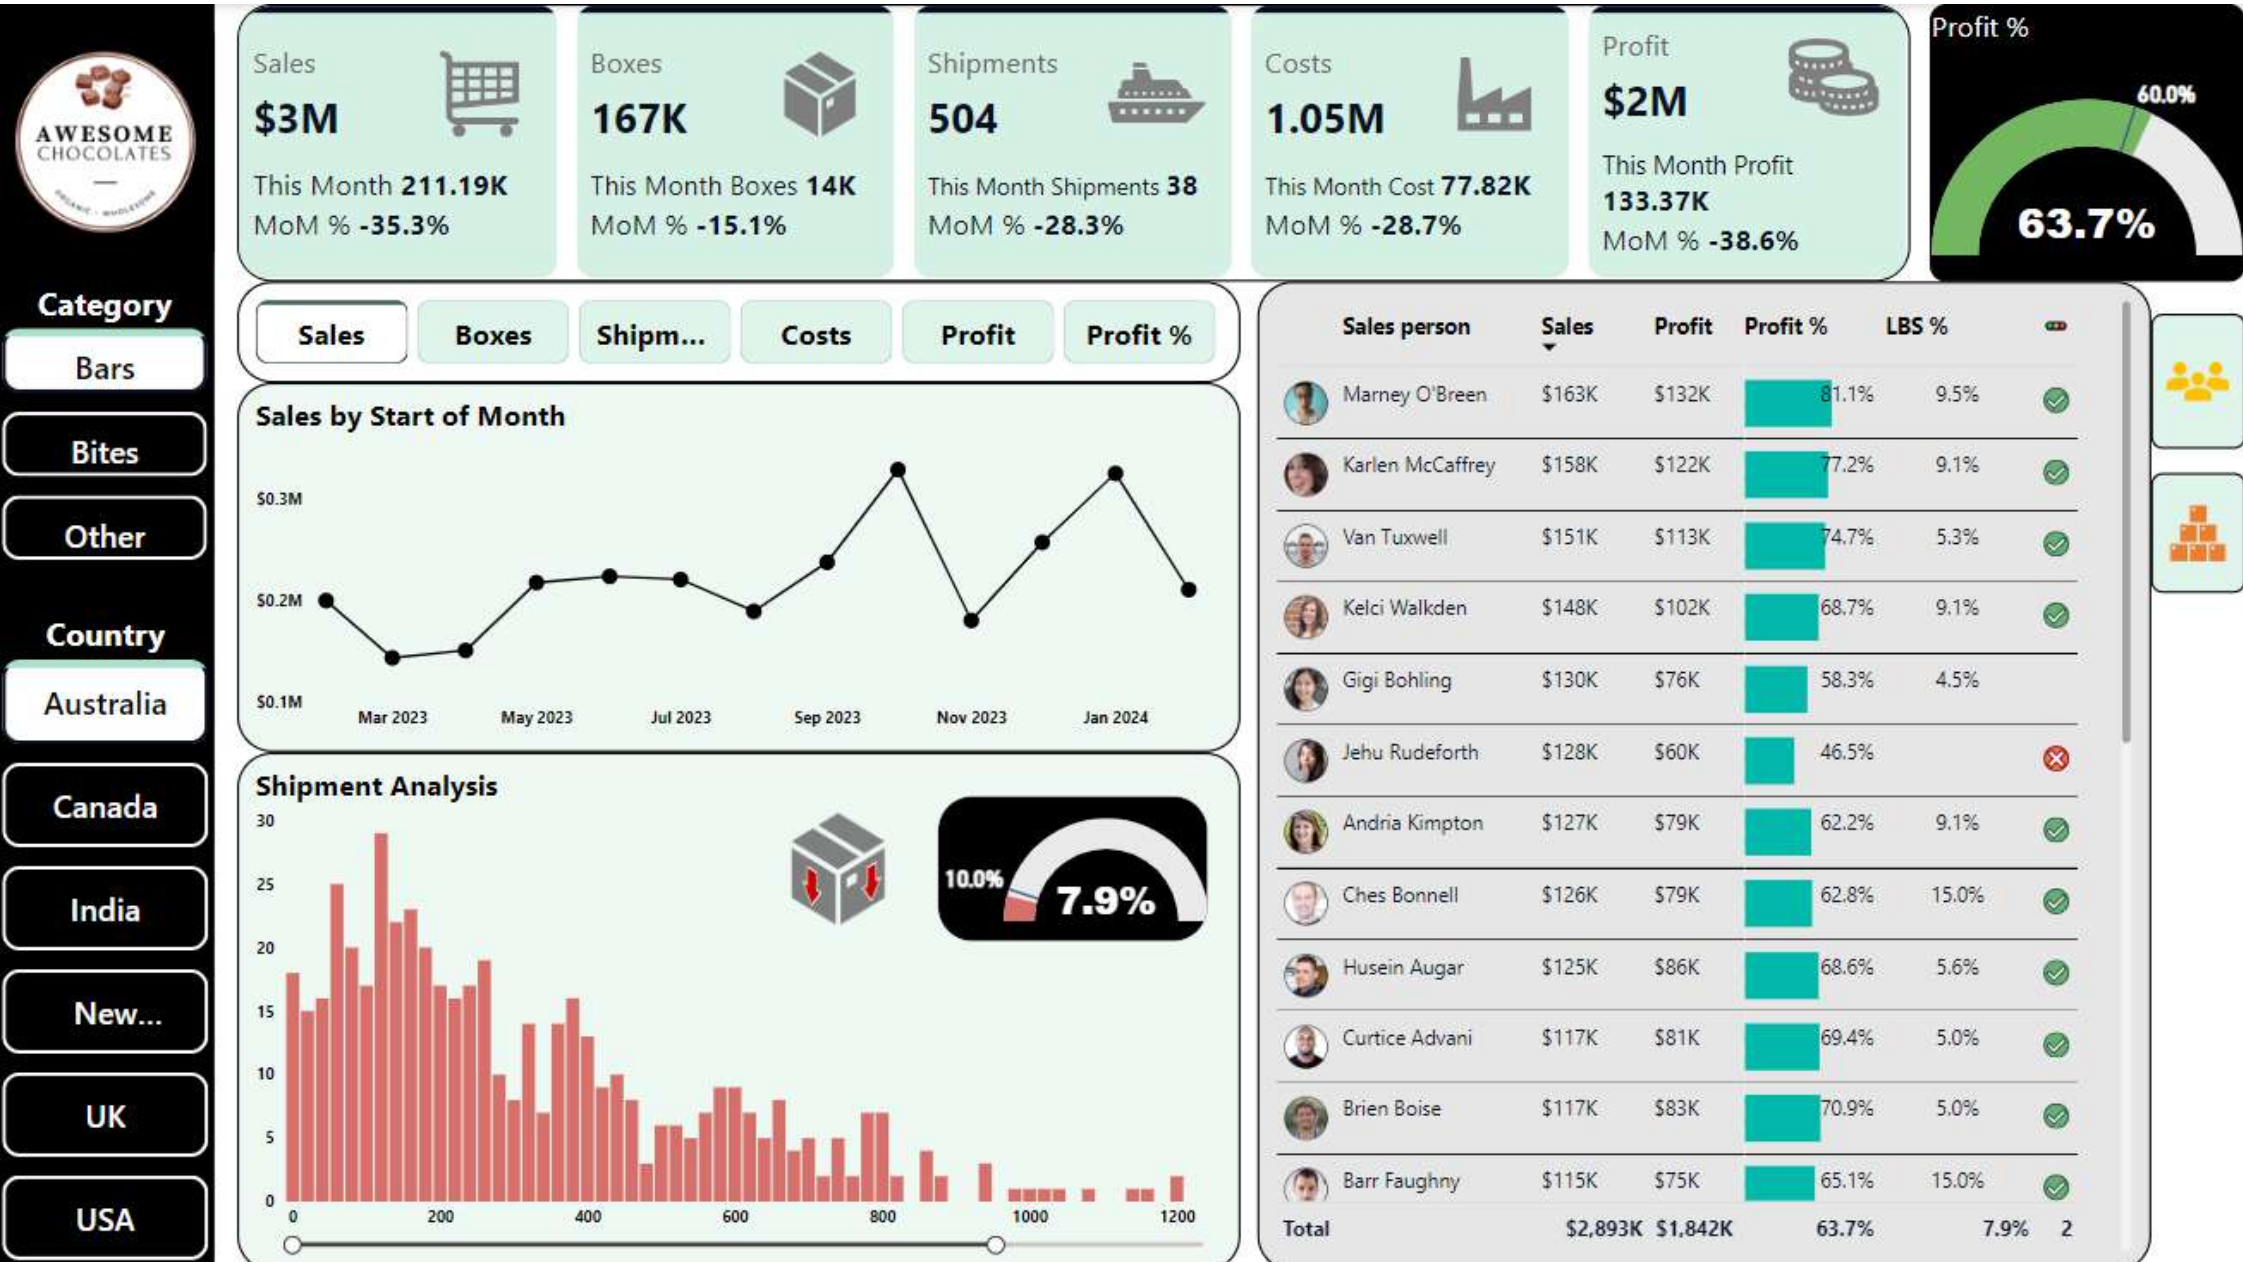 AWESOME
CHOCOLATES
ORGANIC - WHOLESOME
Category
Bars
Bites
Other
Country
Australia
Canada
India
New...
UK
USA
Sales
$3M
This Month 211.19K
MoM % -35.3%
Boxes
167K
This Month Boxes 14K
MoM % -15.1%
Shipments
504
This Month Shipments 38
MoM % -28.3%
Costs
1.05M
This Month Cost 77.82K
MoM % -28.7%
Profit
$2M
This Month Profit
133.37K
MoM % -38.6%
Profit %
60.0%
63.7%
Sales Boxes Shipm... Costs Profit Profit %
Sales by Start of Month
$0.3M
$0.2M
$0.1M
Mar 2023 May 2023 Jul 2023 Sep 2023 Nov 2023 Jan 2024
Shipment Analysis
30
25
20
15
10
5
0
0 200 400 600 800 1000 1200
10.0%
7.9%
Sales person Sales Profit Profit % LBS %
Marney O'Breen $163K $132K 81.1% 9.5%
Karlen McCaffrey $158K $122K 77.2% 9.1%
Van Tuxwell $151K $113K 74.7% 5.3%
Kelci Walkden $148K $102K 68.7% 9.1%
Gigi Bohling $130K $76K 58.3% 4.5%
Jehu Rudeforth $128K $60K 46.5%
Andria Kimpton $127K $79K 62.2% 9.1%
Ches Bonnell $126K $79K 62.8% 15.0%
Husein Augar $125K $86K 68.6% 5.6%
Curtice Advani $117K $81K 69.4% 5.0%
Brien Boise $117K $83K 70.9% 5.0%
Barr Faughny $115K $75K 65.1% 15.0%
Total $2,893K $1,842K 63.7% 7.9% 2